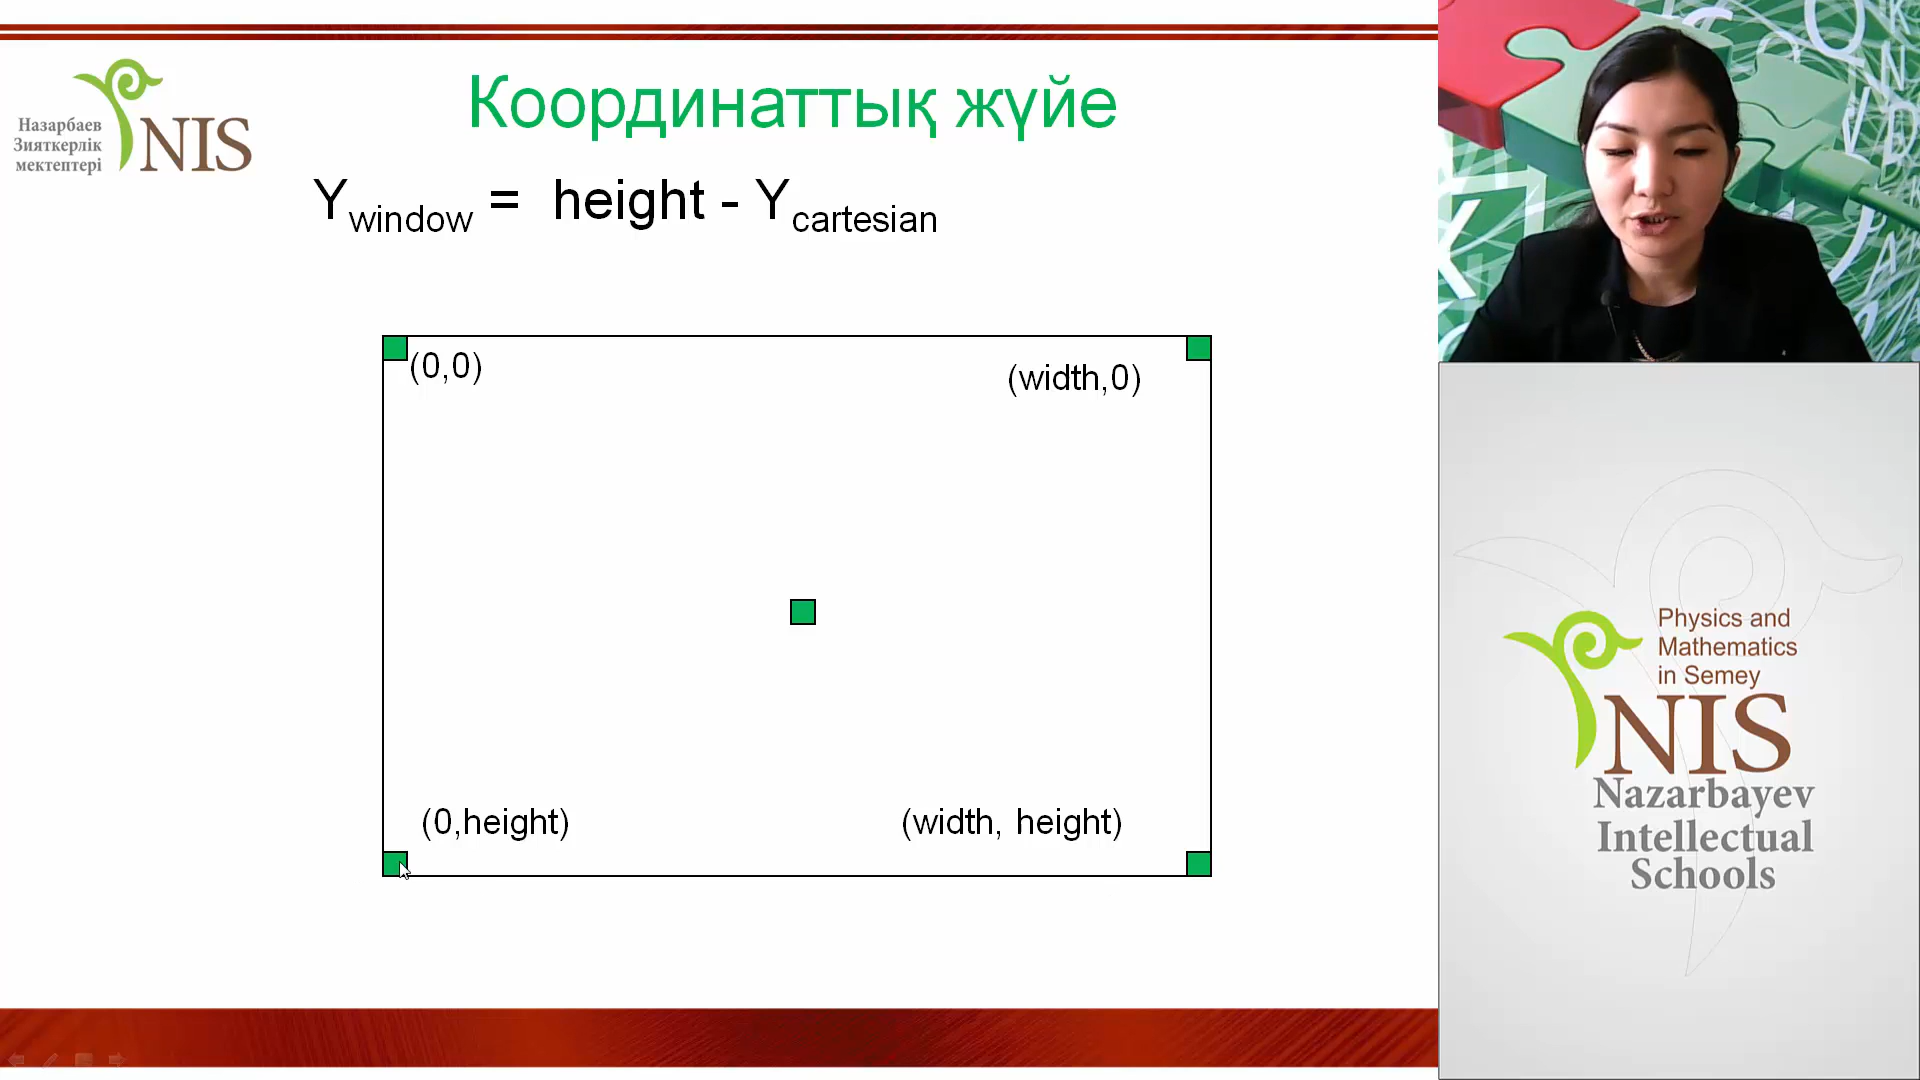 Назарбаев
Зияткерлік
мектептері
NIS
Координаттық жүйе
Ywindow = height - Ycartesian
(0,0)
(width,0)
(0,height)
(width, height)
Physics and
Mathematics
in Semey
NIS
Nazarbayev
Intellectual
Schools